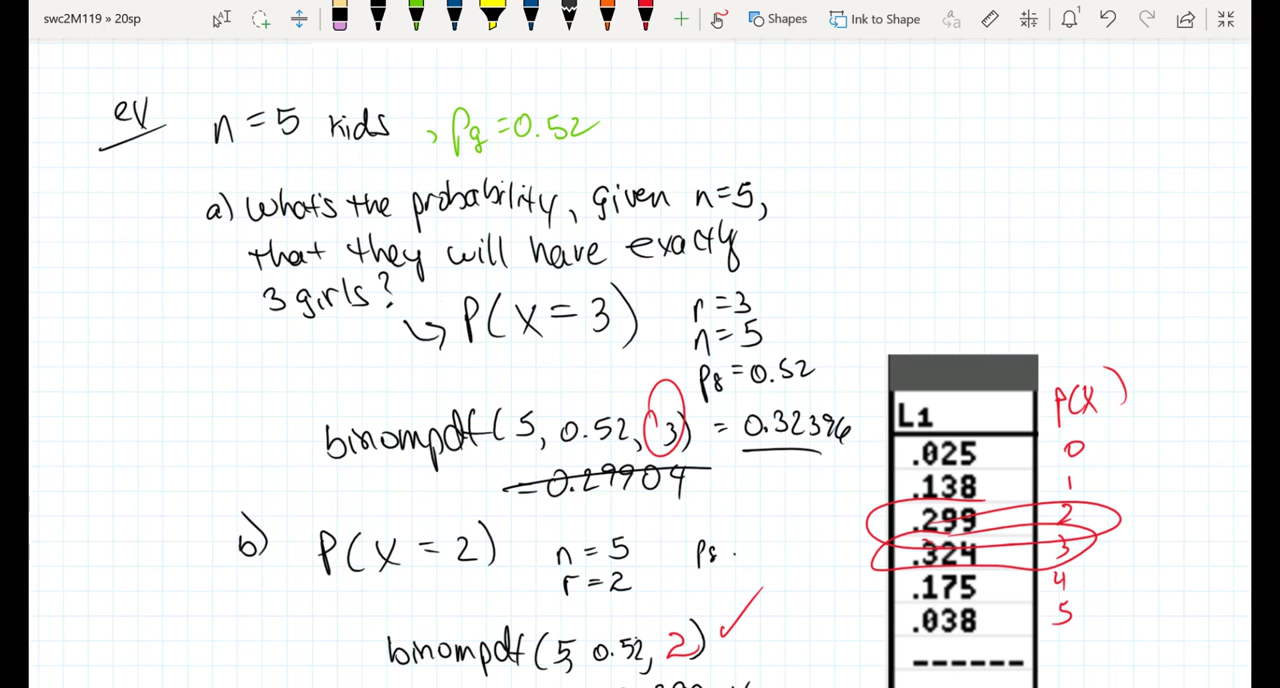 swc2M119 » 20sp
Shapes
Ink to Shape
ex
n = 5 kids , pg = 0.52
a) What's the probability, given n=5,
that they will have exactly
3 girls?
P(X = 3)
r = 3
n = 5
pg = 0.52
binompdf(5, 0.52, 3) = 0.32396
= 0.29904
b) P(X = 2)
n = 5
r = 2
pg
binompdf(5, 0.52, 2)
L1
P(X)
.025 0
.138 1
.299 2
.324 3
.175 4
.038 5
------